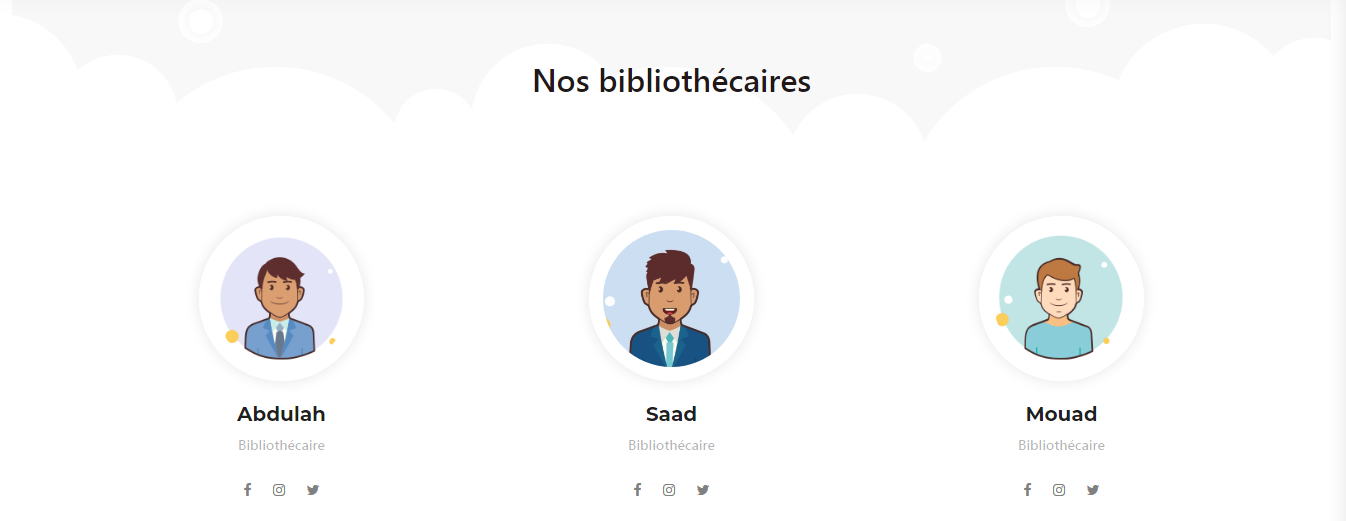 Nos bibliothécaires
Abdulah
Saad
Mouad
Bibliothécaire
Bibliothécaire
Bibliothécaire